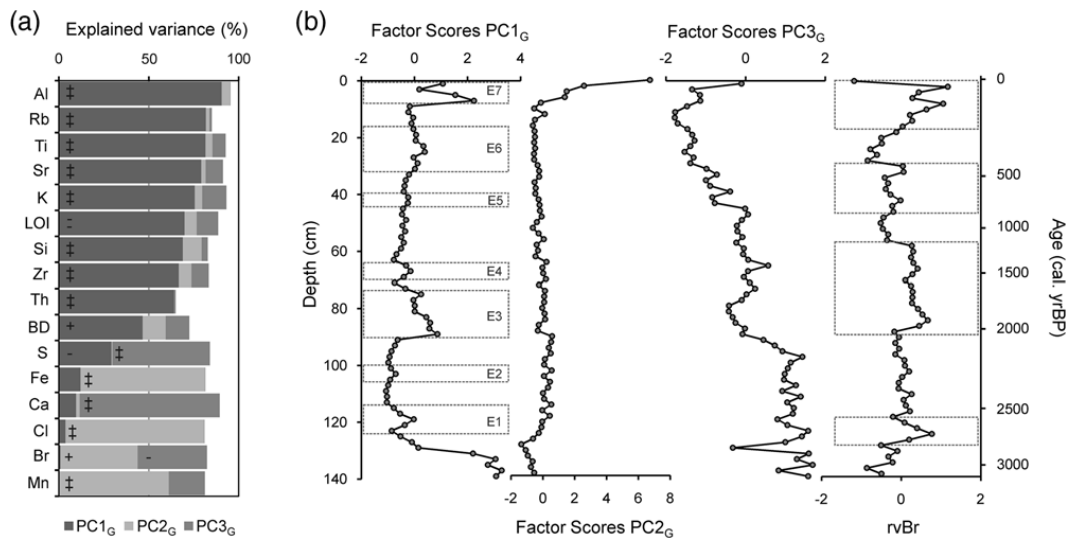 (a)
Explained variance (%)
0 50 100
Al ‡
Rb ‡
Ti ‡
Sr ‡
K ‡
LOI
Si ‡
Zr ‡
Th ‡
BD +
S - ‡
Fe ‡
Ca ‡
Cl ‡
Br + -
Mn ‡
PC1G PC2G PC3G
(b)
Factor Scores PC1G
-2 0 2 4
Factor Scores PC3G
-2 0 2
Depth (cm)
0
20
40
60
80
100
120
140
E7
E6
E5
E4
E3
E2
E1
-2 0 2 4 6 8
Factor Scores PC2G
-2 0 2
rvBr
0
500
1000
1500
2000
2500
3000
Age (cal. yrBP)